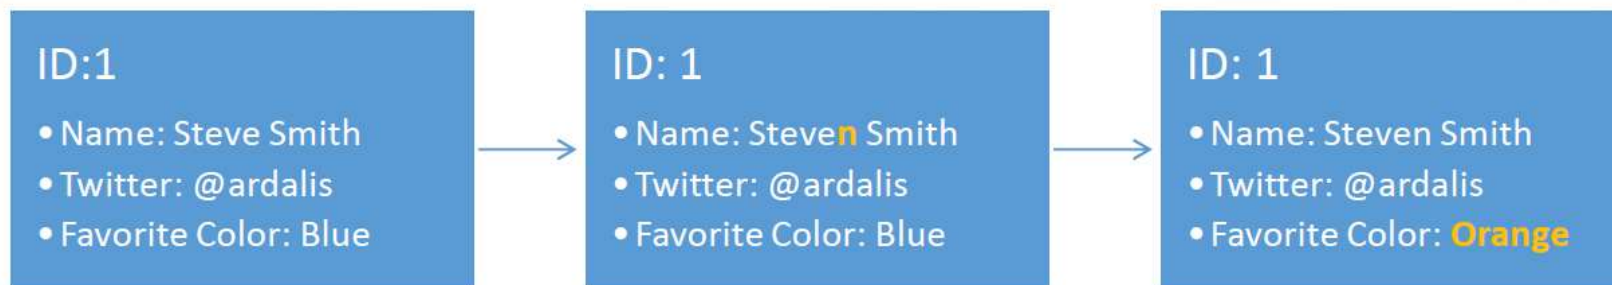 ID:1
• Name: Steve Smith
• Twitter: @ardalis
• Favorite Color: Blue
ID: 1
• Name: Steven Smith
• Twitter: @ardalis
• Favorite Color: Blue
ID: 1
• Name: Steven Smith
• Twitter: @ardalis
• Favorite Color: Orange